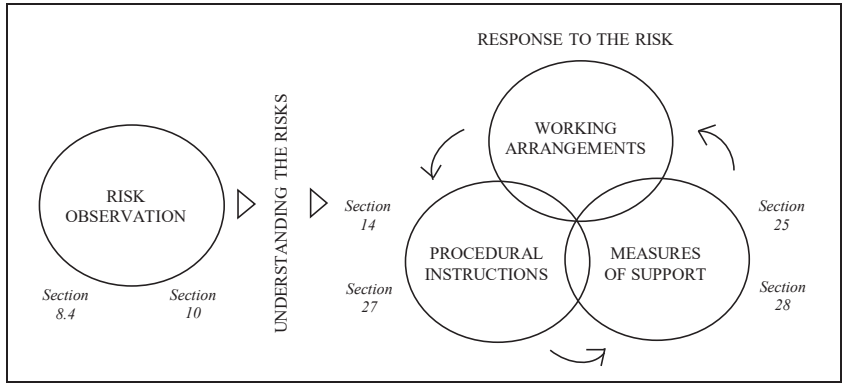 RESPONSE TO THE RISK
WORKING
ARRANGEMENTS
UNDERSTANDING THE RISKS
RISK
OBSERVATION
Section
8.4
Section
10
Section
14
Section
27
PROCEDURAL
INSTRUCTIONS
MEASURES
OF SUPPORT
Section
25
Section
28